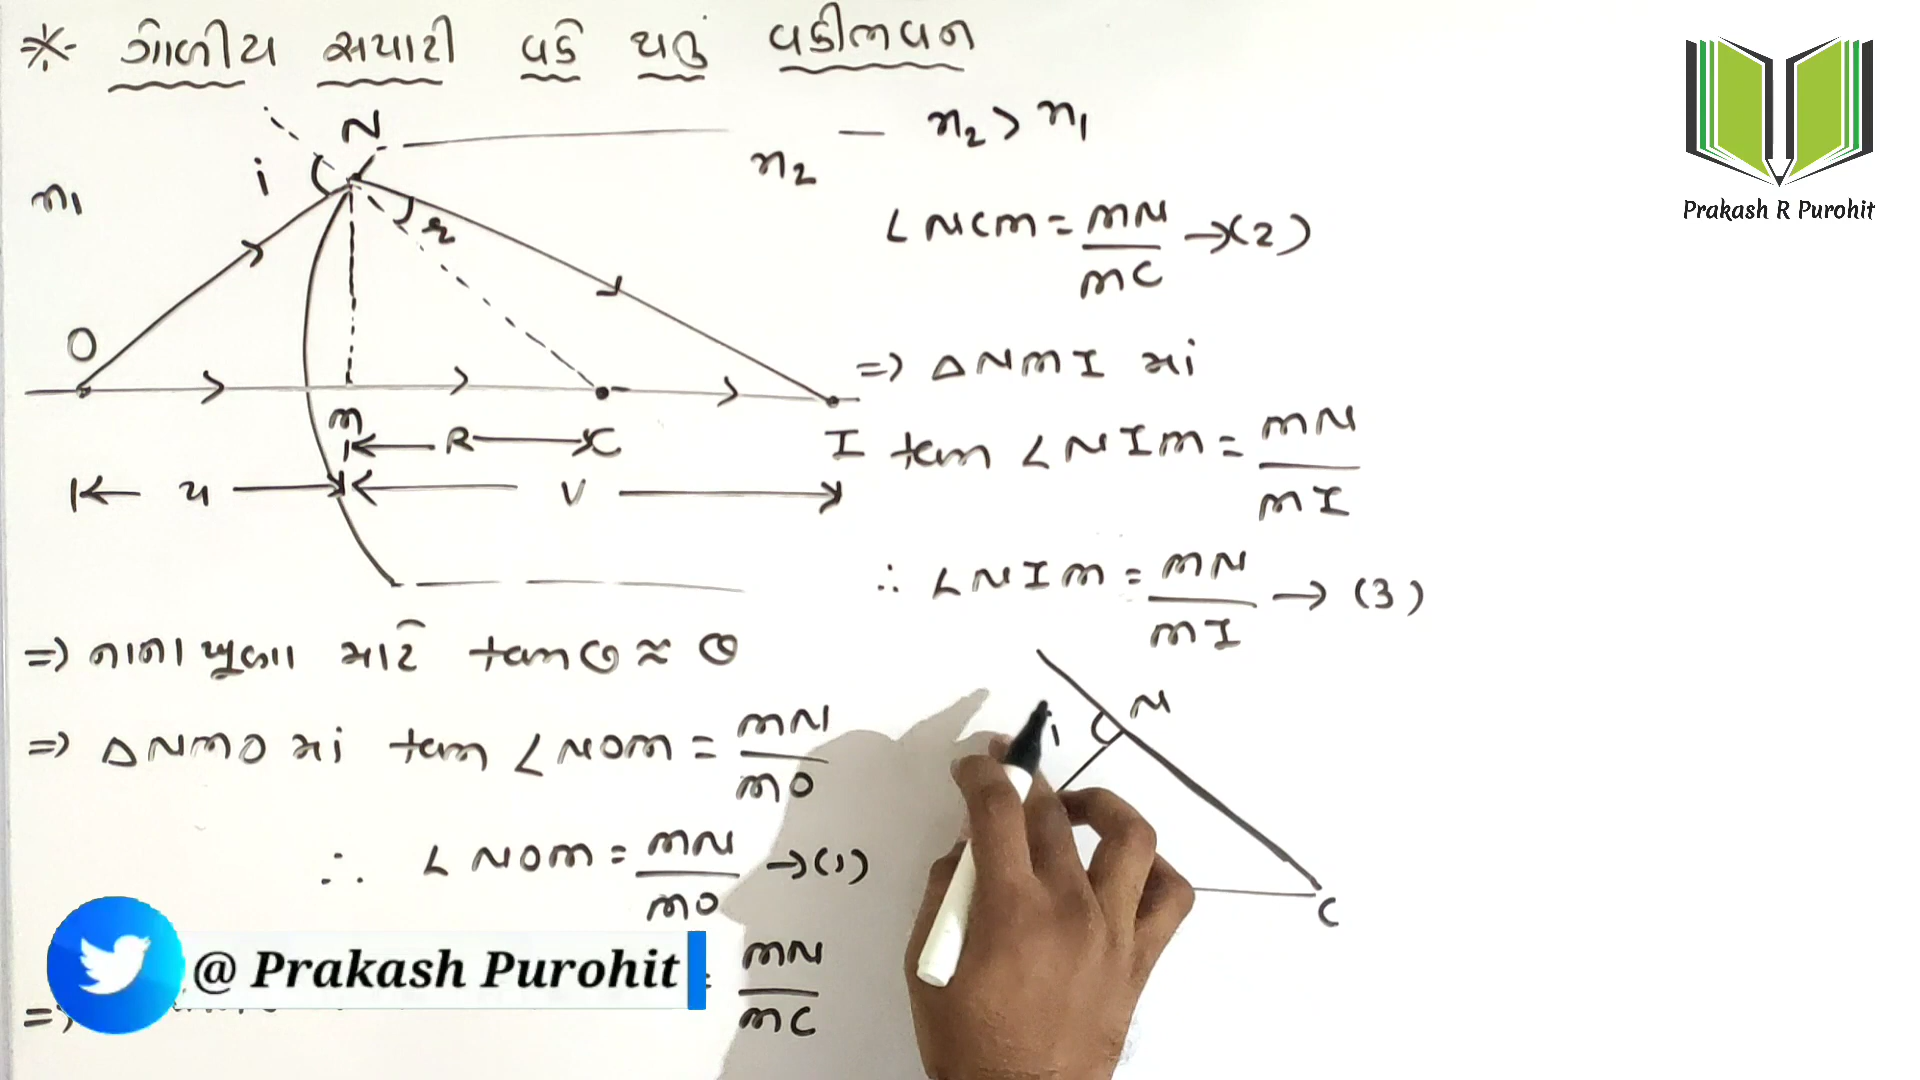 * ગોળીય સપાટી વડે થતું વક્રીભવન
n₁
i
N
r
n₂
O
M
R
C
I
u
v
=> નાના ખૂણા માટે tanθ ≈ θ
=> ΔNMO માં tan ∠NOM = MN/MO
∴ ∠NOM = MN/MO → (1)
=> = MN/MC
— n₂ > n₁
∠NCM = MN/MC → (2)
=> ΔNMI માં
tan ∠NIM = MN/MI
∴ ∠NIM = MN/MI → (3)
N
i
C
@ Prakash Purohit
Prakash R Purohit